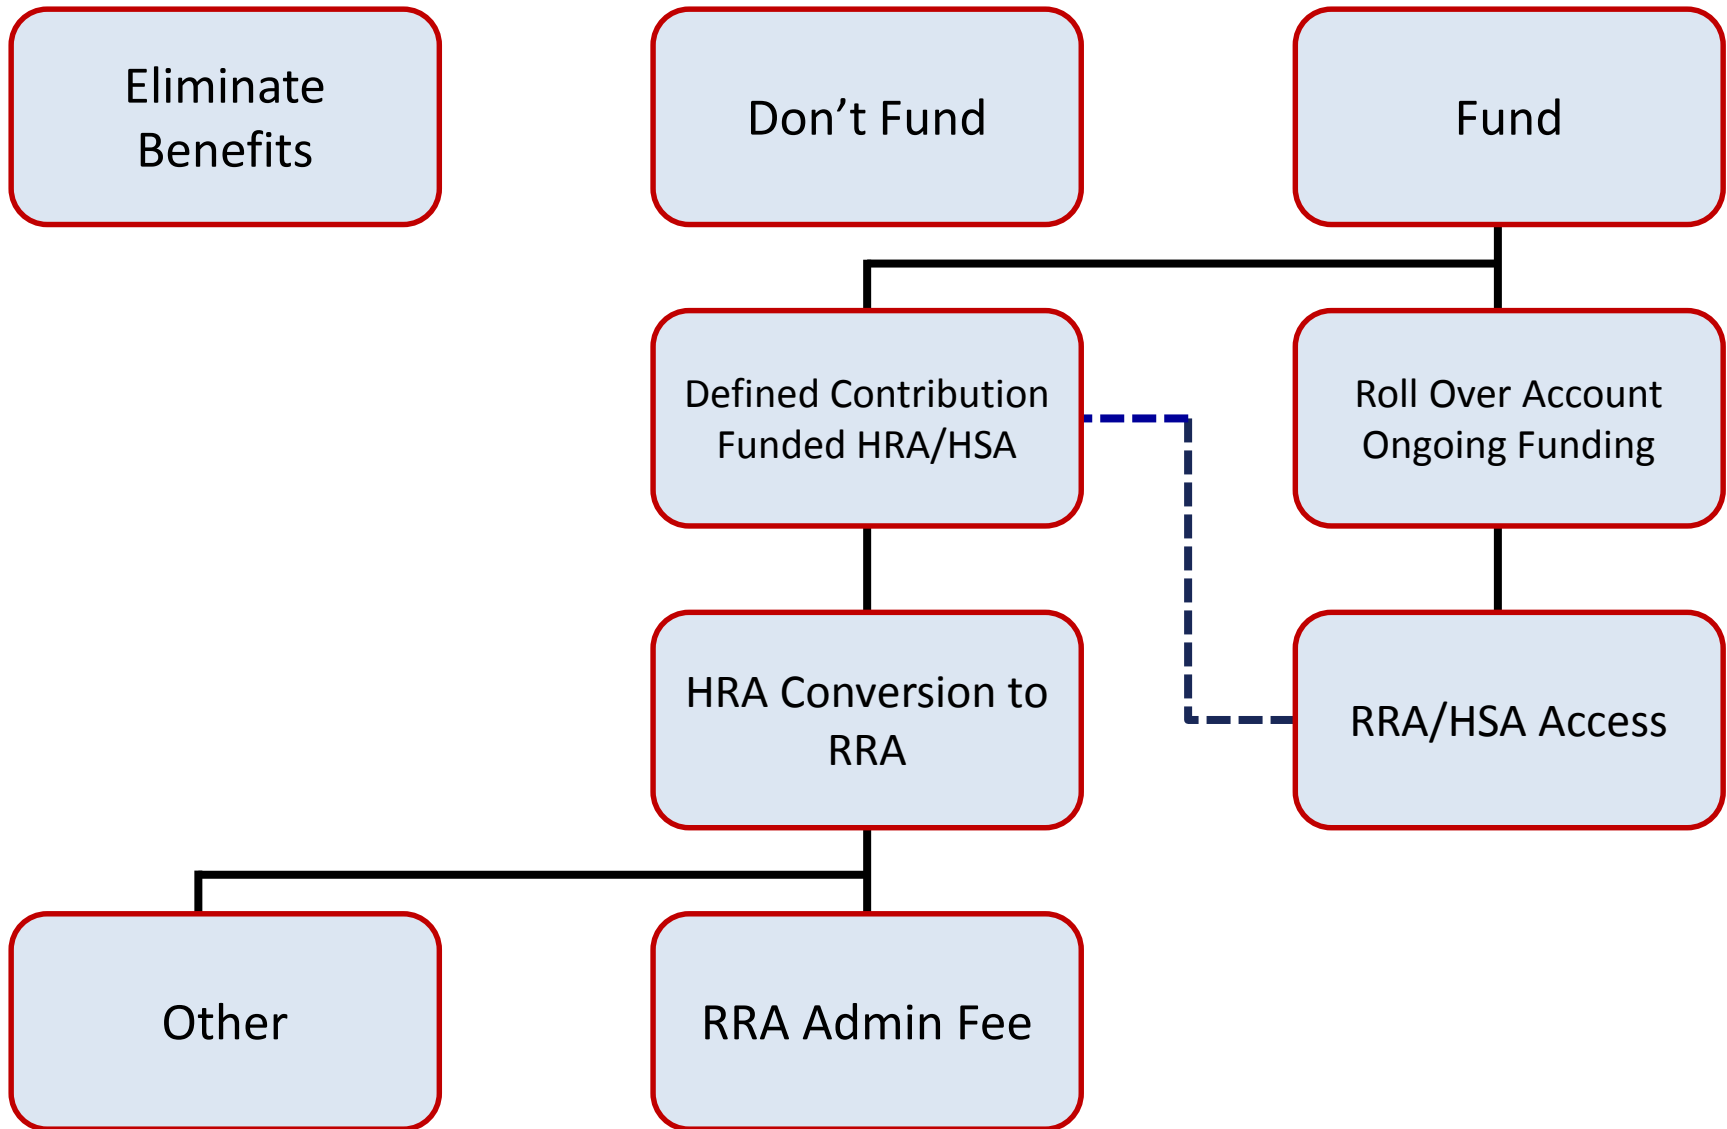 Eliminate
Benefits
Don’t Fund
Fund
Defined Contribution
Funded HRA/HSA
Roll Over Account
Ongoing Funding
HRA Conversion to
RRA
RRA/HSA Access
Other
RRA Admin Fee